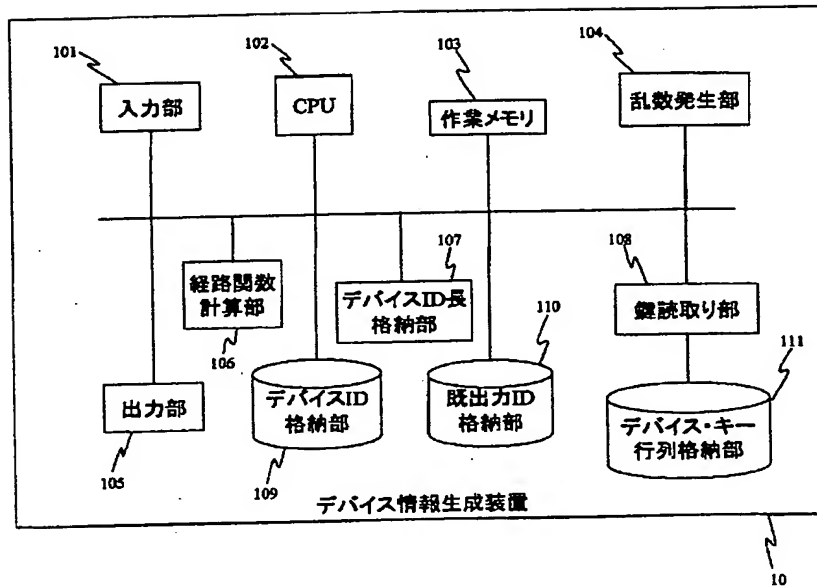 101
102
103
104
入力部
CPU
作業メモリ
乱数発生部
107
108
経路関数
計算部
106
デバイスID長
格納部
鍵読取り部
110
111
出力部
105
デバイスID
格納部
109
既出力ID
格納部
デバイス・キー
行列格納部
デバイス情報生成装置
10